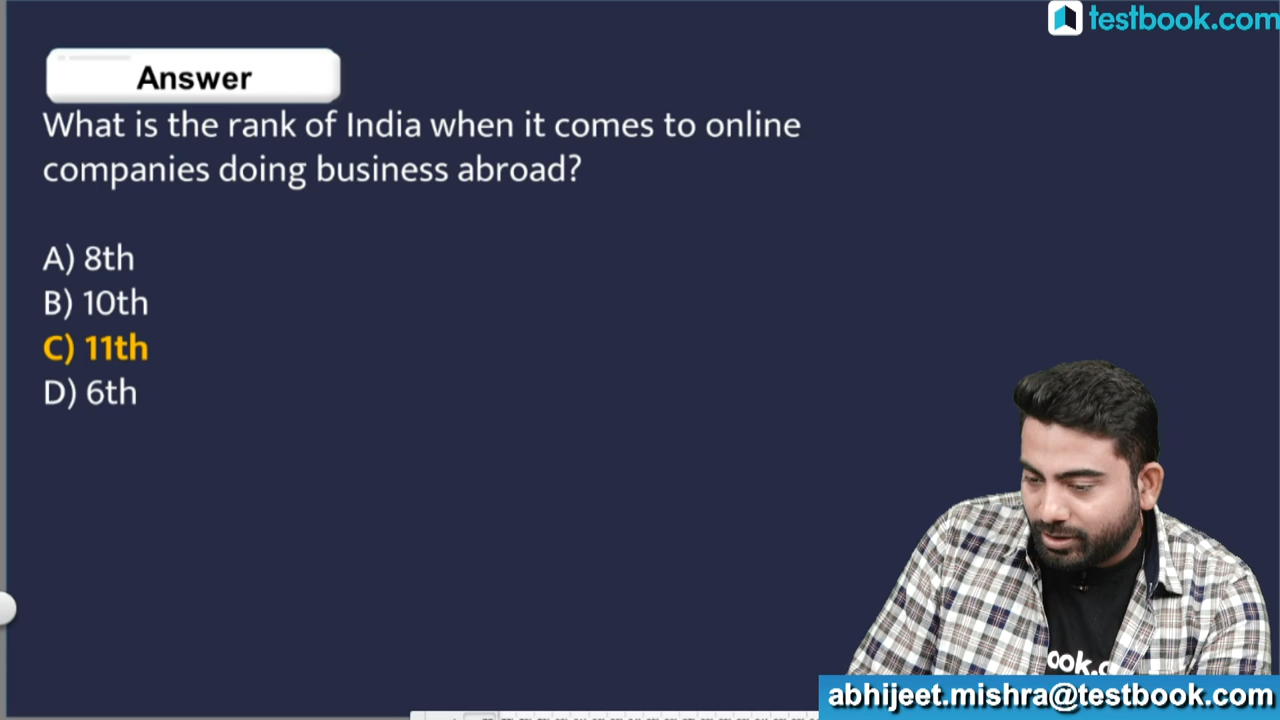 testbook.com
Answer
What is the rank of India when it comes to online
companies doing business abroad?
A) 8th
B) 10th
C) 11th
D) 6th
abhijeet.mishra@testbook.com